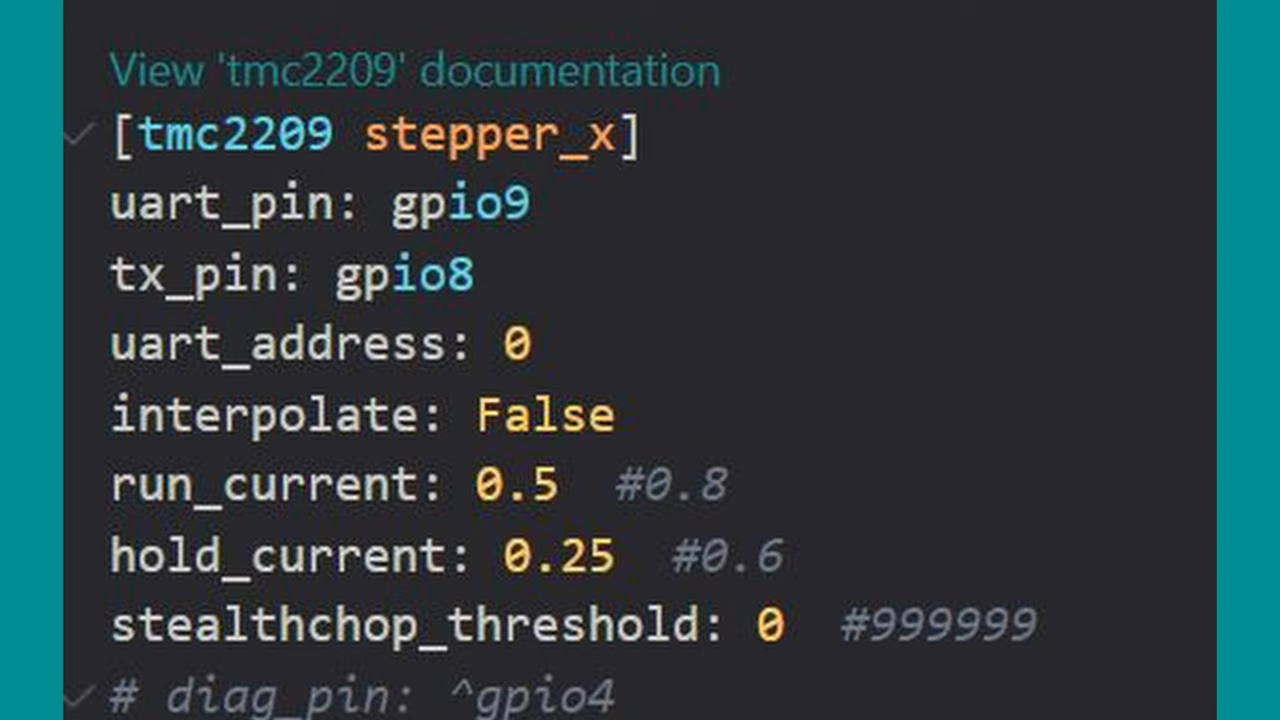 View 'tmc2209' documentation
[tmc2209 stepper_x]
uart_pin: gpio9
tx_pin: gpio8
uart_address: 0
interpolate: False
run_current: 0.5  #0.8
hold_current: 0.25  #0.6
stealthchop_threshold: 0  #999999
# diag_pin: ^gpio4